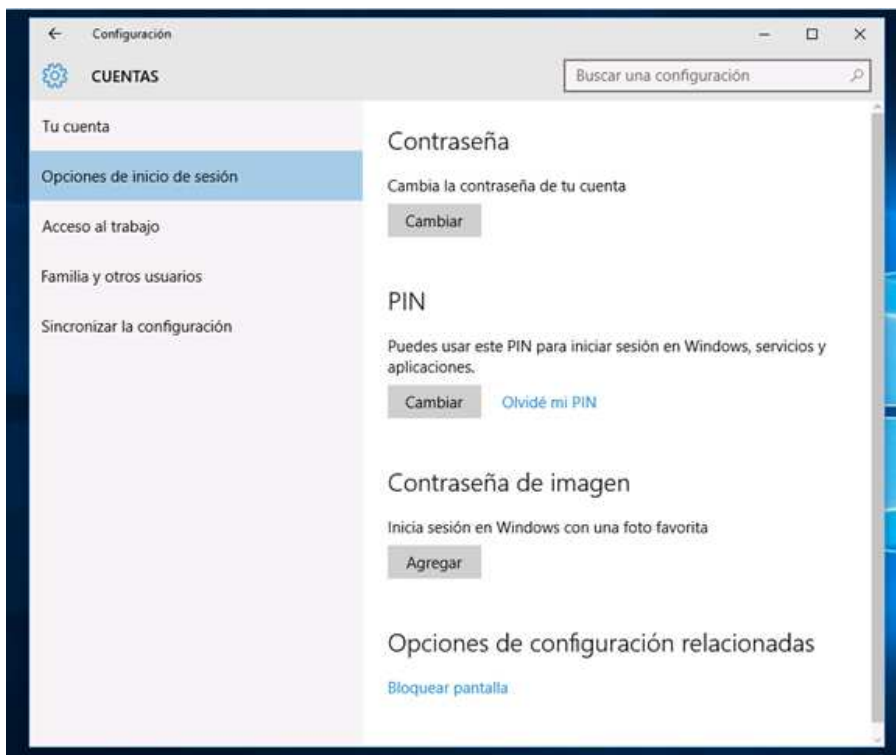 Configuración
CUENTAS
Buscar una configuración
Tu cuenta
Opciones de inicio de sesión
Acceso al trabajo
Familia y otros usuarios
Sincronizar la configuración
Contraseña
Cambia la contraseña de tu cuenta
Cambiar
PIN
Puedes usar este PIN para iniciar sesión en Windows, servicios y
aplicaciones.
Cambiar Olvidé mi PIN
Contraseña de imagen
Inicia sesión en Windows con una foto favorita
Agregar
Opciones de configuración relacionadas
Bloquear pantalla